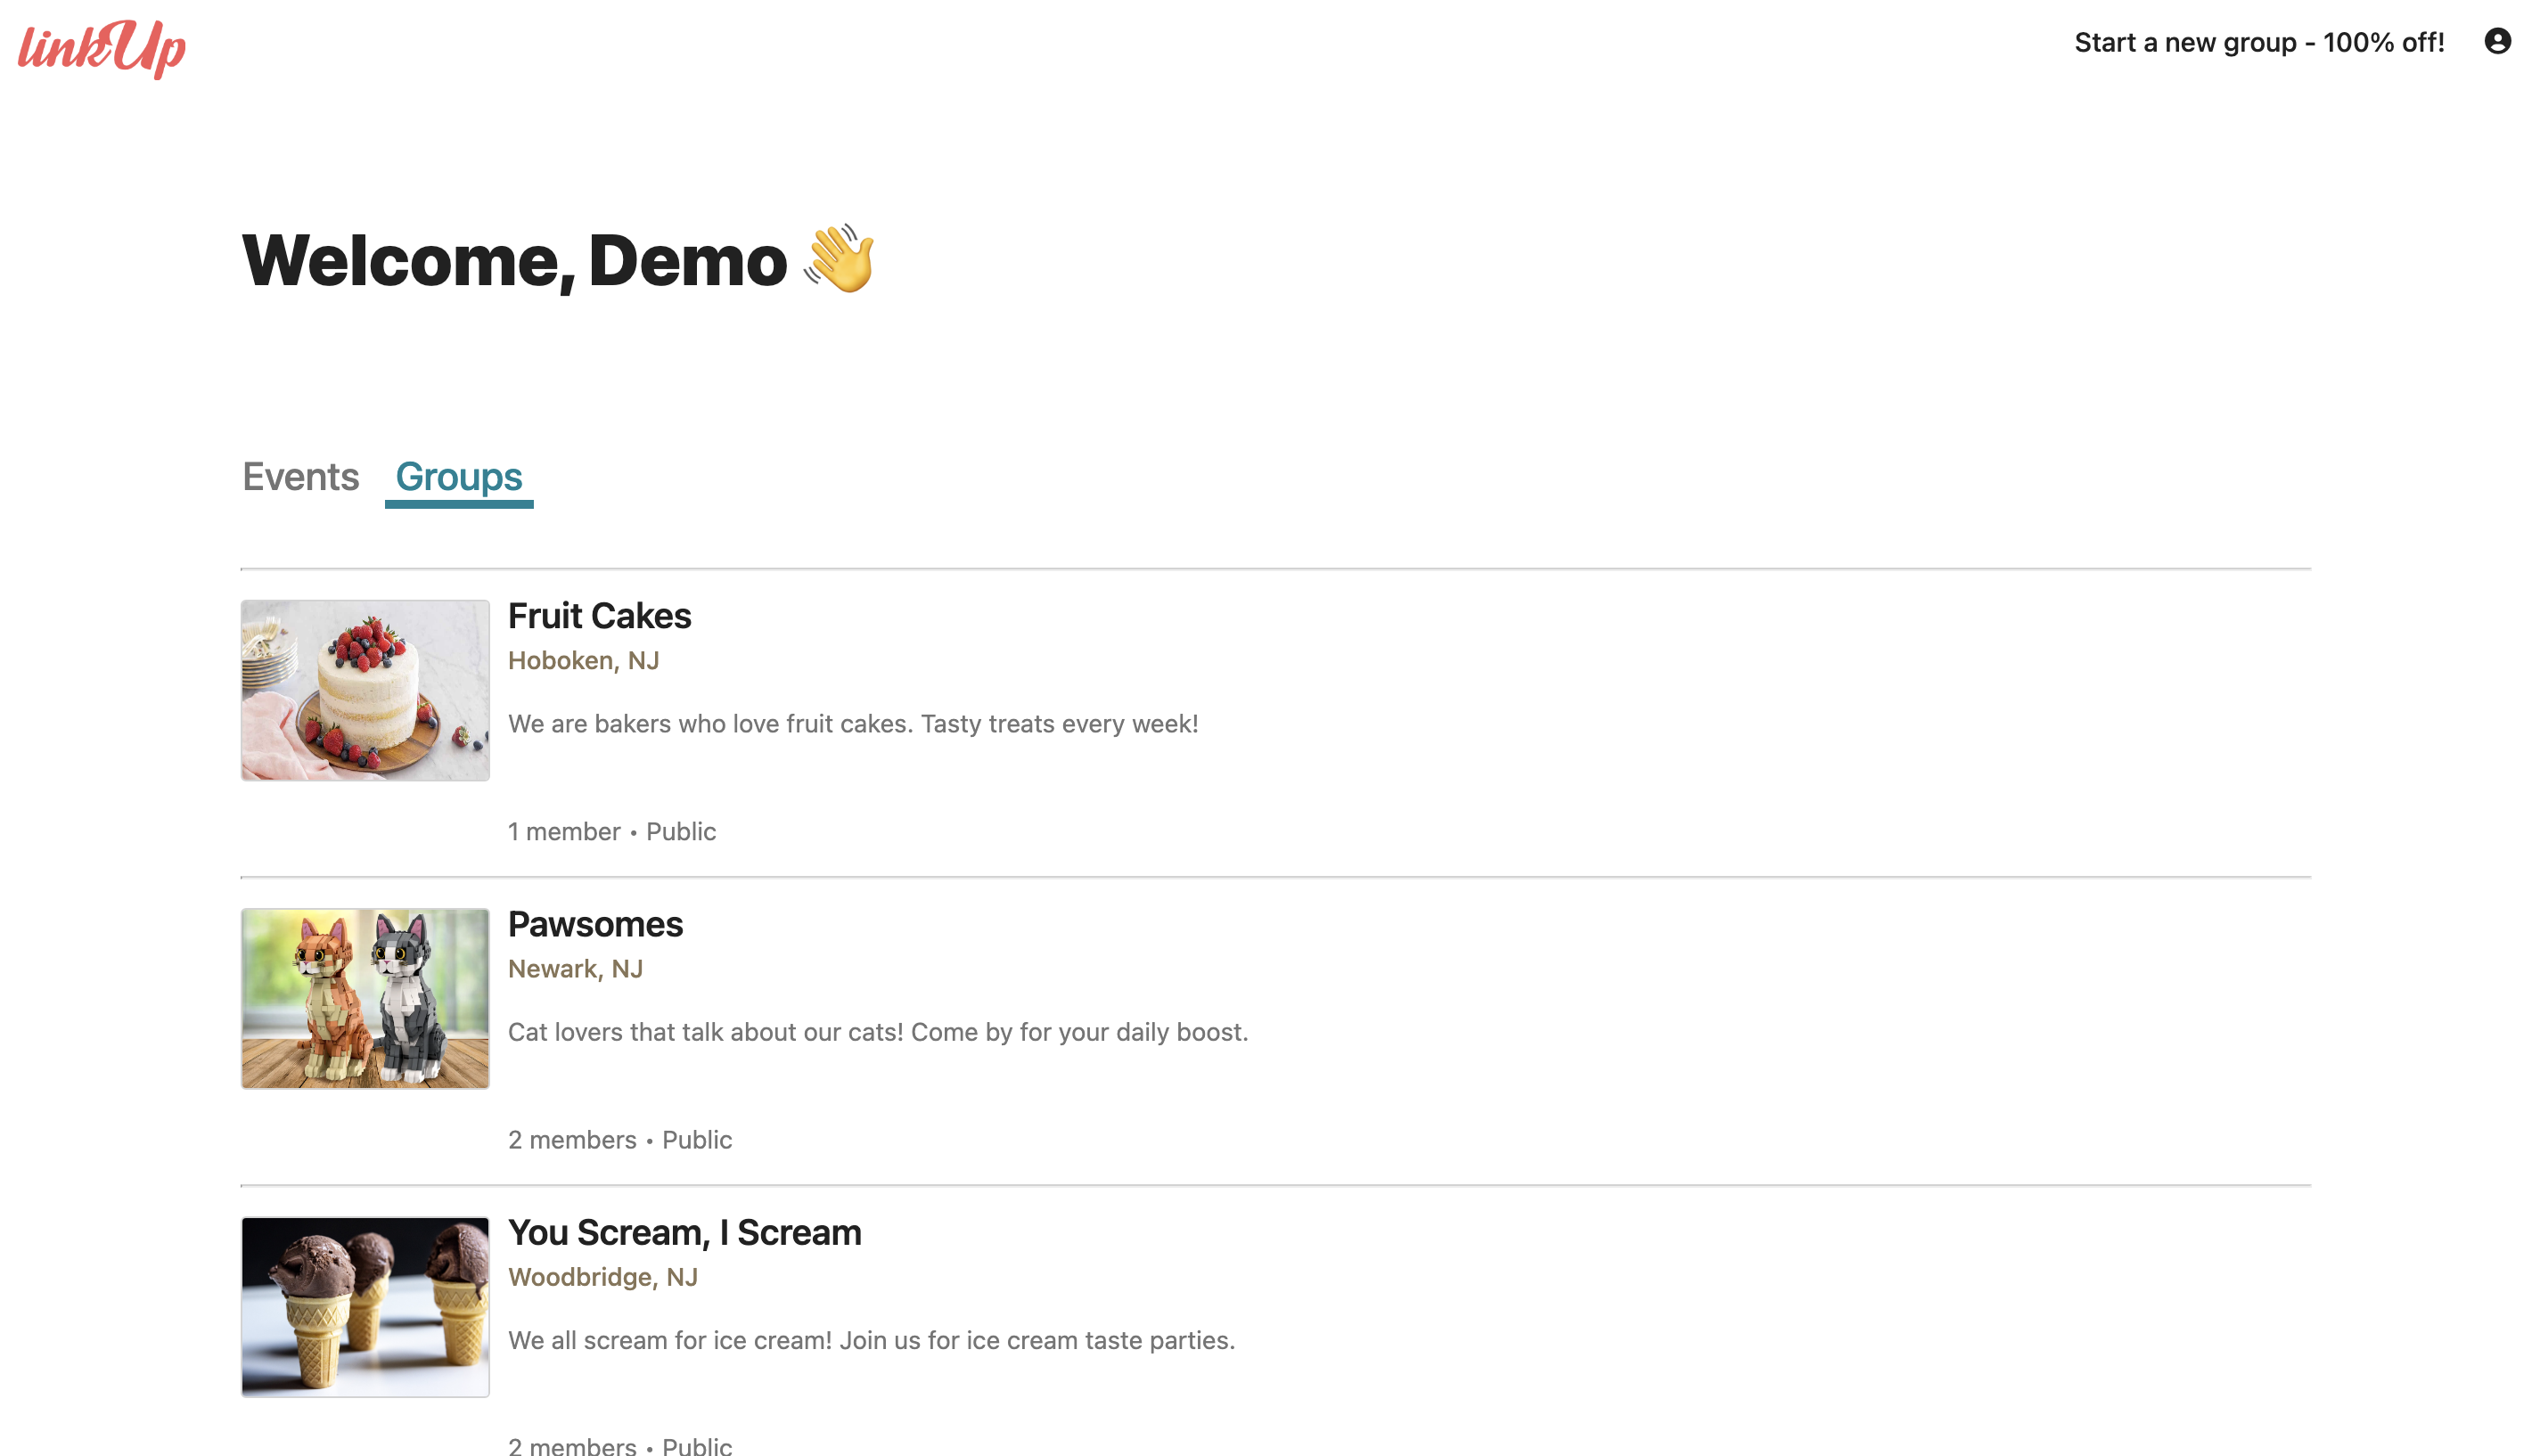 linkUp
Start a new group - 100% off!
Welcome, Demo 👋
Events Groups
Fruit Cakes
Hoboken, NJ
We are bakers who love fruit cakes. Tasty treats every week!
1 member • Public
Pawsomes
Newark, NJ
Cat lovers that talk about our cats! Come by for your daily boost.
2 members • Public
You Scream, I Scream
Woodbridge, NJ
We all scream for ice cream! Join us for ice cream taste parties.
2 members • Public